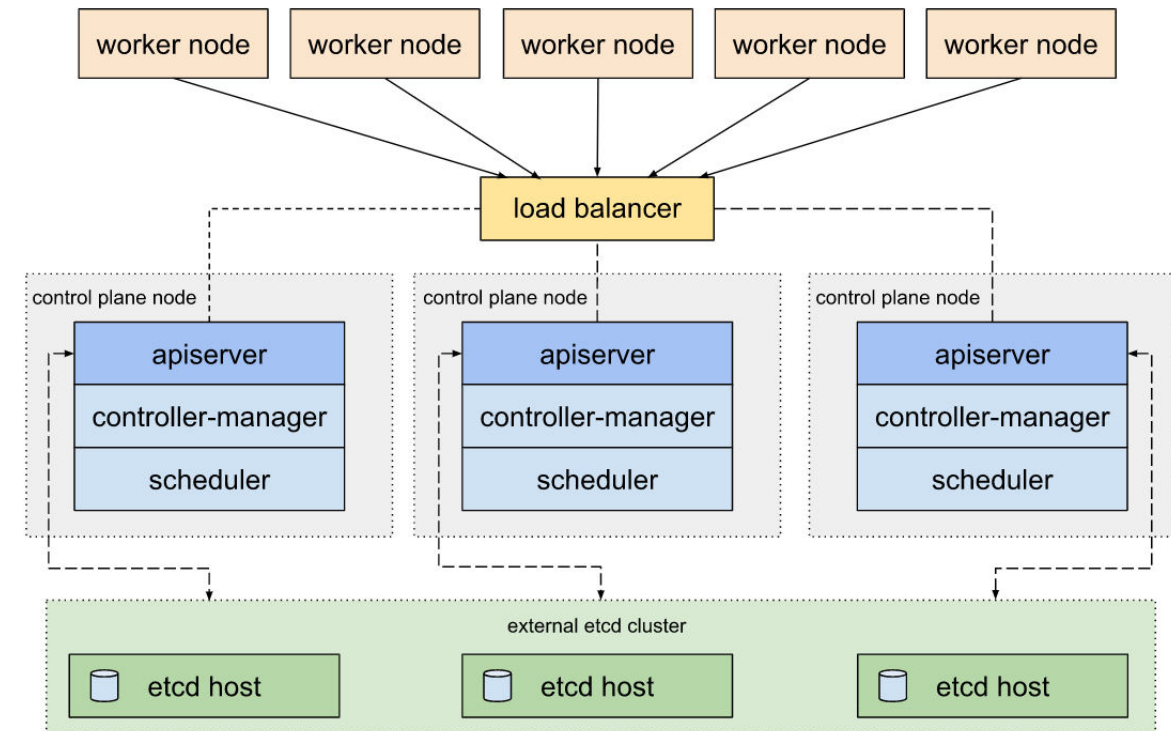 worker node
worker node
worker node
worker node
worker node
load balancer
control plane node
apiserver
controller-manager
scheduler
control plane node
apiserver
controller-manager
scheduler
control plane node
apiserver
controller-manager
scheduler
external etcd cluster
etcd host
etcd host
etcd host